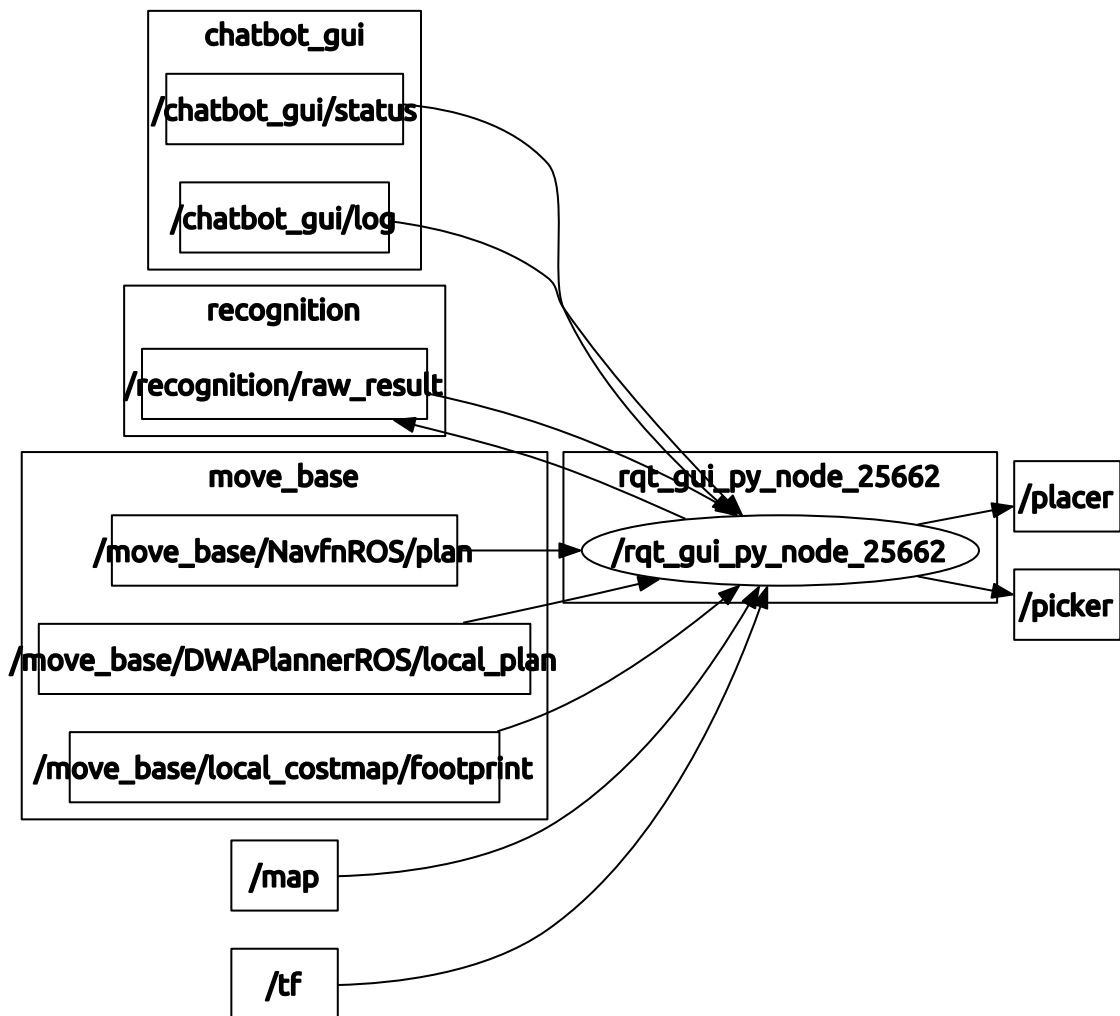 chatbot_gui
/chatbot_gui/status
/chatbot_gui/log
recognition
/recognition/raw_result
move_base
/move_base/NavfnROS/plan
/move_base/DWAPlannerROS/local_plan
/move_base/local_costmap/footprint
/map
/tf
rqt_gui_py_node_25662
/rqt_gui_py_node_25662
/placer
/picker